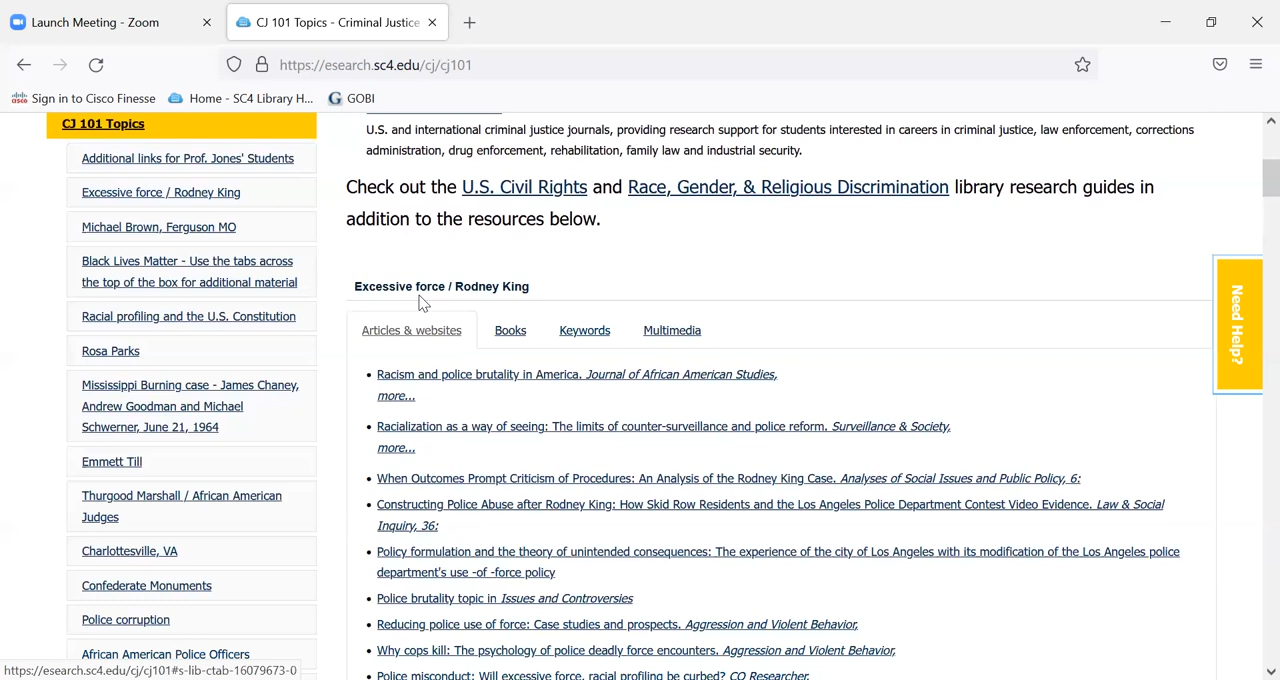 Launch Meeting - Zoom
CJ 101 Topics - Criminal Justice
https://esearch.sc4.edu/cj/cj101
Sign in to Cisco Finesse
Home - SC4 Library H...
G GOBI
CJ 101 Topics
Additional links for Prof. Jones' Students
Excessive force / Rodney King
Michael Brown, Ferguson MO
Black Lives Matter - Use the tabs across
the top of the box for additional material
Racial profiling and the U.S. Constitution
Rosa Parks
Mississippi Burning case - James Chaney,
Andrew Goodman and Michael
Schwerner, June 21, 1964
Emmett Till
Thurgood Marshall / African American
Judges
Charlottesville, VA
Confederate Monuments
Police corruption
African American Police Officers
https://esearch.sc4.edu/cj/cj101#s-lib-ctab-16079673-0
U.S. and international criminal justice journals, providing research support for students interested in careers in criminal justice, law enforcement, corrections
administration, drug enforcement, rehabilitation, family law and industrial security.
Check out the U.S. Civil Rights and Race, Gender, & Religious Discrimination library research guides in
addition to the resources below.
Excessive force / Rodney King
Articles & websites
Books
Keywords
Multimedia
Racism and police brutality in America. Journal of African American Studies,
more...
Racialization as a way of seeing: The limits of counter-surveillance and police reform. Surveillance & Society,
more...
When Outcomes Prompt Criticism of Procedures: An Analysis of the Rodney King Case. Analyses of Social Issues and Public Policy, 6:
Constructing Police Abuse after Rodney King: How Skid Row Residents and the Los Angeles Police Department Contest Video Evidence. Law & Social
Inquiry, 36:
Policy formulation and the theory of unintended consequences: The experience of the city of Los Angeles with its modification of the Los Angeles police
department's use -of -force policy
Police brutality topic in Issues and Controversies
Reducing police use of force: Case studies and prospects. Aggression and Violent Behavior,
Why cops kill: The psychology of police deadly force encounters. Aggression and Violent Behavior,
Police misconduct: Will excessive force, racial profiling be curbed? CQ Researcher.
Need Help?